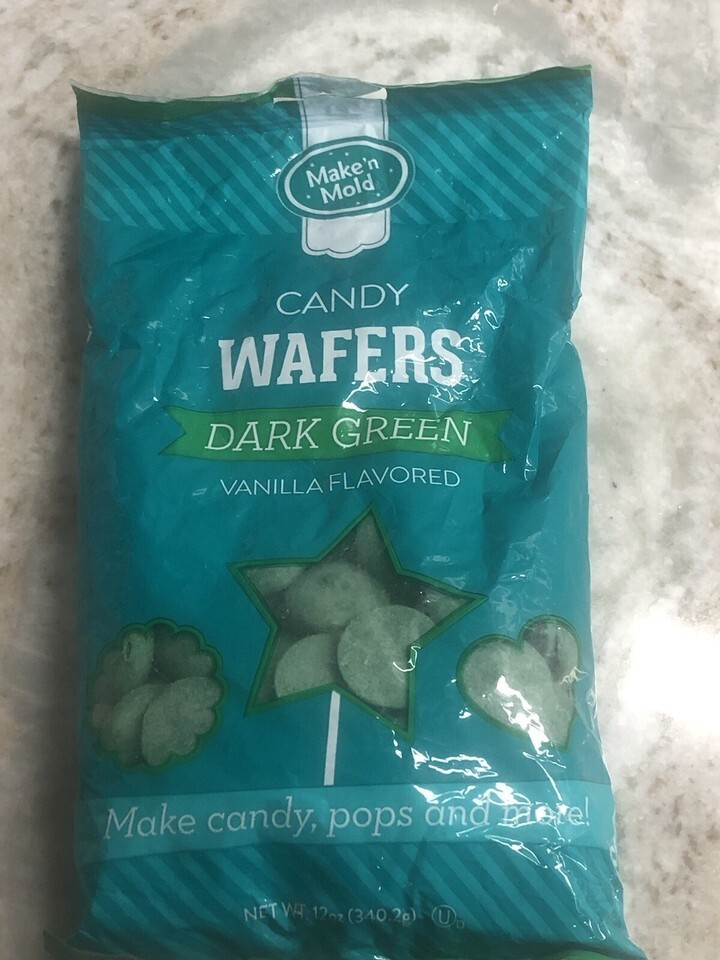 Make'n
Mold
CANDY
WAFERS
DARK GREEN
VANILLA FLAVORED
Make candy, pops and more!
NET WT. 12oz (340.2g) U D